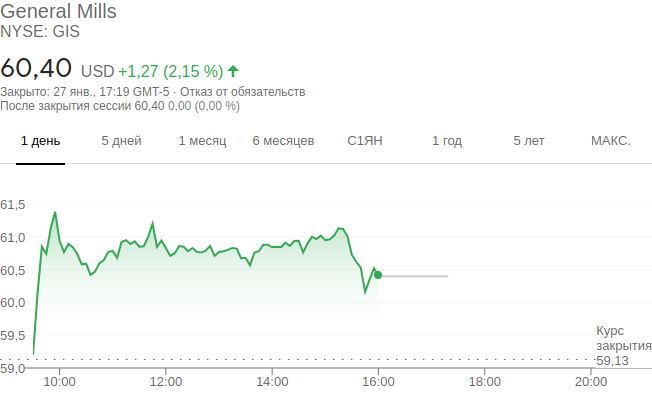 General Mills
NYSE: GIS
60,40 USD +1,27 (2,15 %)
Закрыто: 27 янв., 17:19 GMT-5 · Отказ от обязательств
После закрытия сессии 60,40 0,00 (0,00 %)
1 день 5 дней 1 месяц 6 месяцев С1ЯН 1 год 5 лет МАКС.
61,5
61,0
60,5
60,0
59,5
Курс
закрытия
59,13
59,0
10:00 12:00 14:00 16:00 18:00 20:00